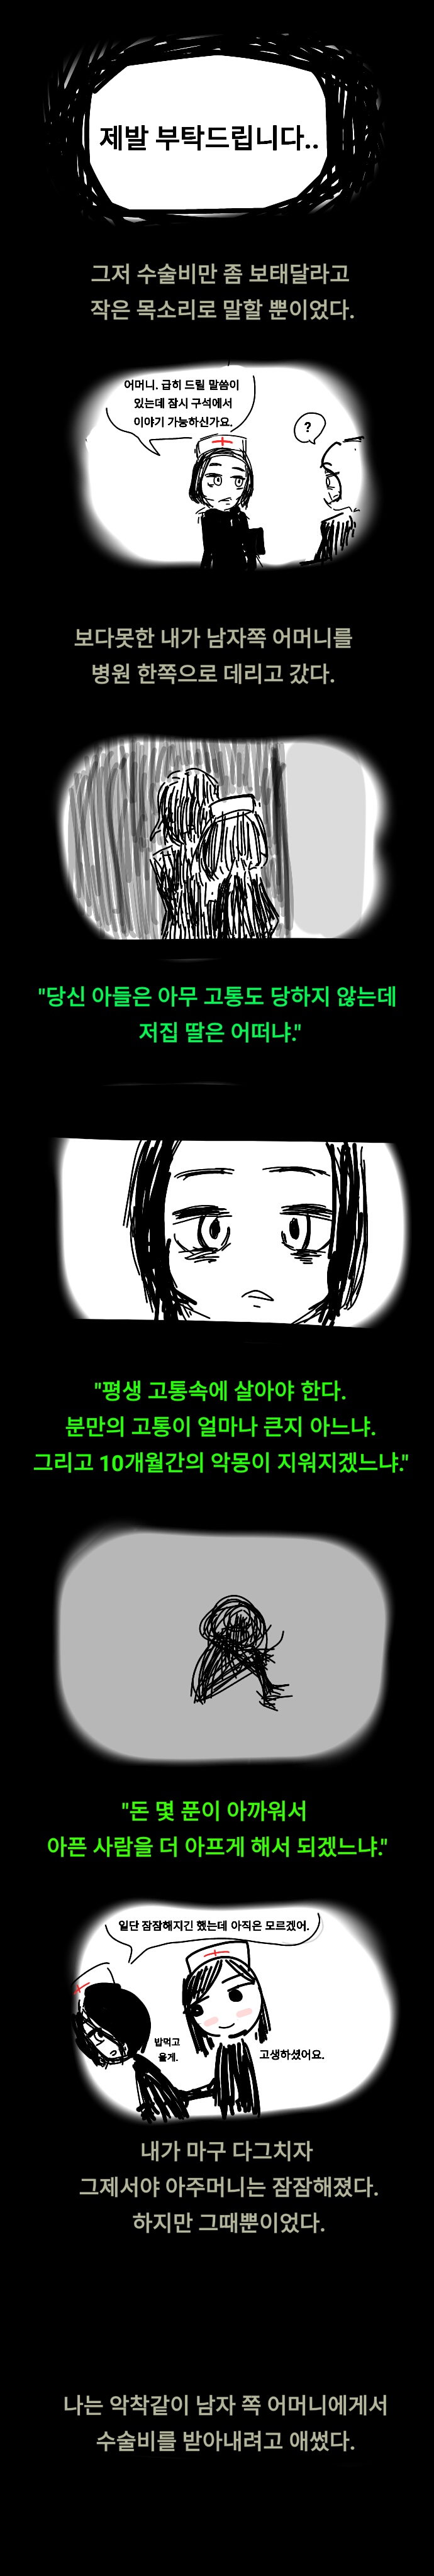 제발 부탁드립니다..
그저 수술비만 좀 보태달라고
작은 목소리로 말할 뿐이었다.
어머니. 급히 드릴 말씀이
있는데 잠시 구석에서
이야기 가능하신가요.
?
보다못한 내가 남자쪽 어머니를
병원 한쪽으로 데리고 갔다.
"당신 아들은 아무 고통도 당하지 않는데
저집 딸은 어떠냐."
"평생 고통속에 살아야 한다.
분만의 고통이 얼마나 큰지 아느냐.
그리고 10개월간의 악몽이 지워지겠느냐."
"돈 몇 푼이 아까워서
아픈 사람을 더 아프게 해서 되겠느냐."
일단 잠잠해지긴 했는데 아직은 모르겠어.
밥먹고
올게.
고생하셨어요.
내가 마구 다그치자
그제서야 아주머니는 잠잠해졌다.
하지만 그때뿐이었다.
나는 악착같이 남자 쪽 어머니에게서
수술비를 받아내려고 애썼다.